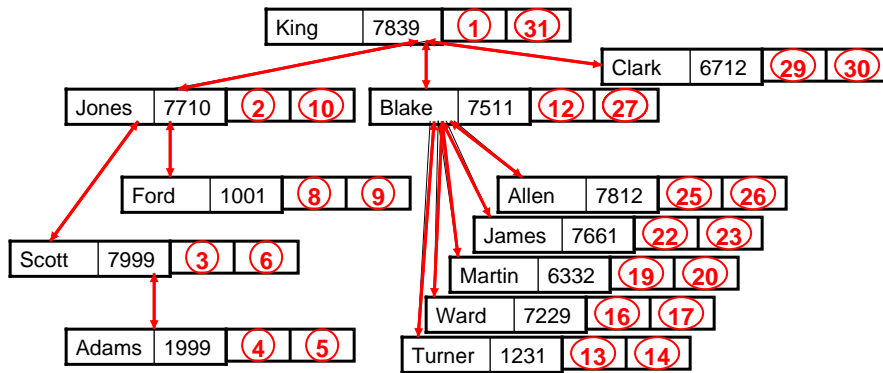 King 7839 1 31
Clark 6712 29 30
Jones 7710 2 10
Blake 7511 12 27
Ford 1001 8 9
Allen 7812 25 26
James 7661 22 23
Scott 7999 3 6
Martin 6332 19 20
Ward 7229 16 17
Adams 1999 4 5
Turner 1231 13 14